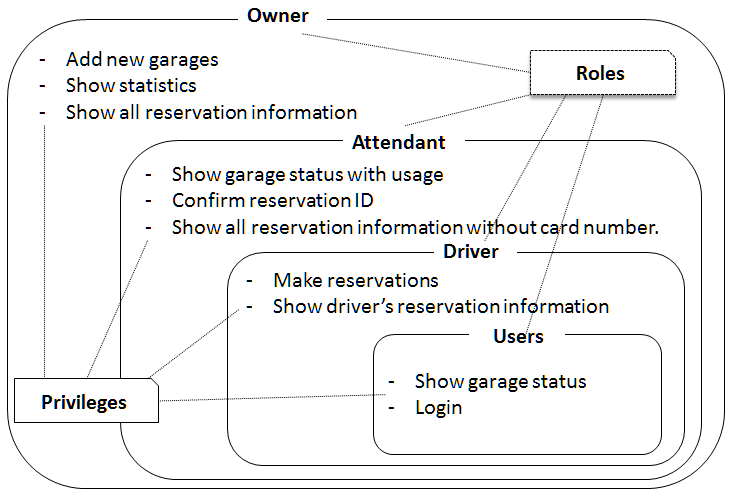 Owner
- Add new garages
- Show statistics
- Show all reservation information
Roles
Attendant
- Show garage status with usage
- Confirm reservation ID
- Show all reservation information without card number.
Driver
- Make reservations
- Show driver’s reservation information
Users
- Show garage status
- Login
Privileges